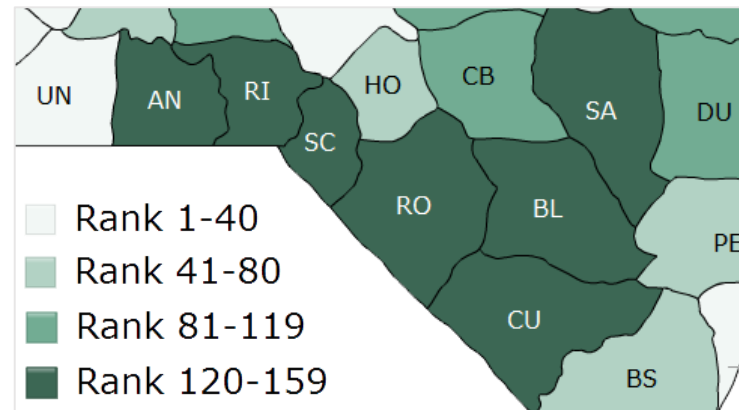 UN
AN
RI
HO
CB
SA
DU
SC
RO
BL
PE
CU
BS
Rank 1-40
Rank 41-80
Rank 81-119
Rank 120-159